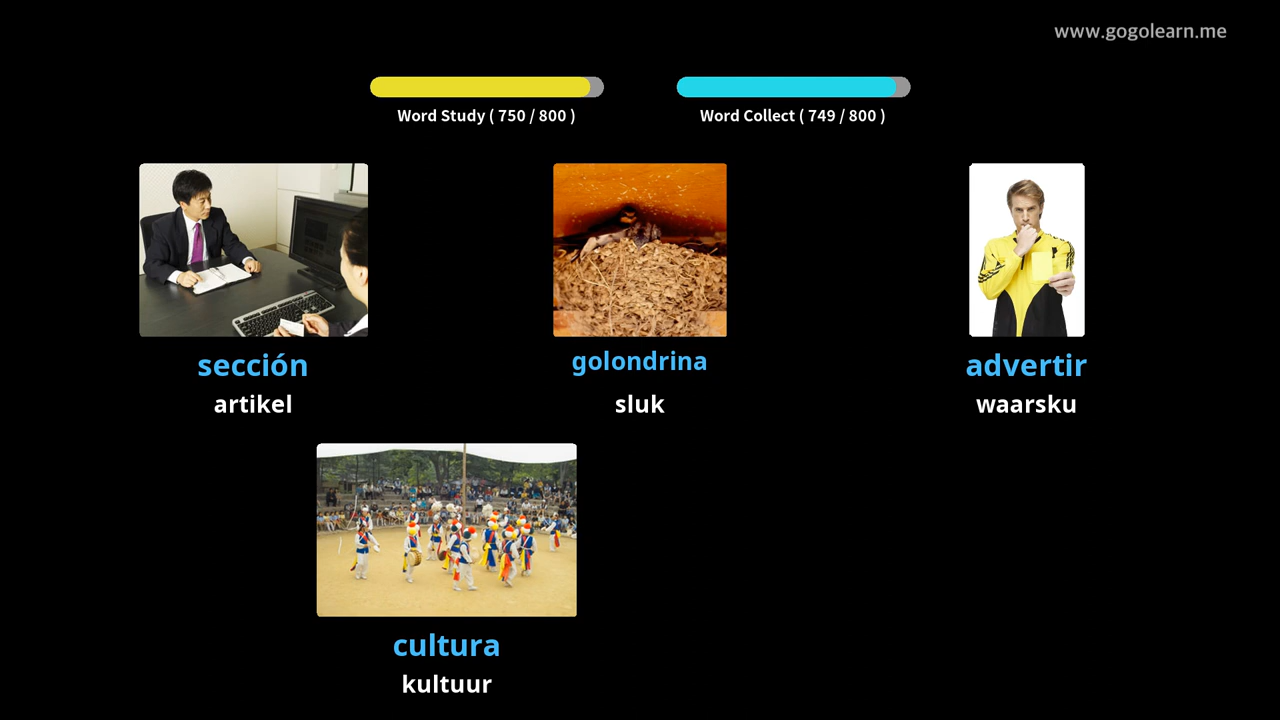 www.gogolearn.me
Word Study ( 750 / 800 )
Word Collect ( 749 / 800 )
sección
artikel
golondrina
sluk
advertir
waarsku
cultura
kultuur